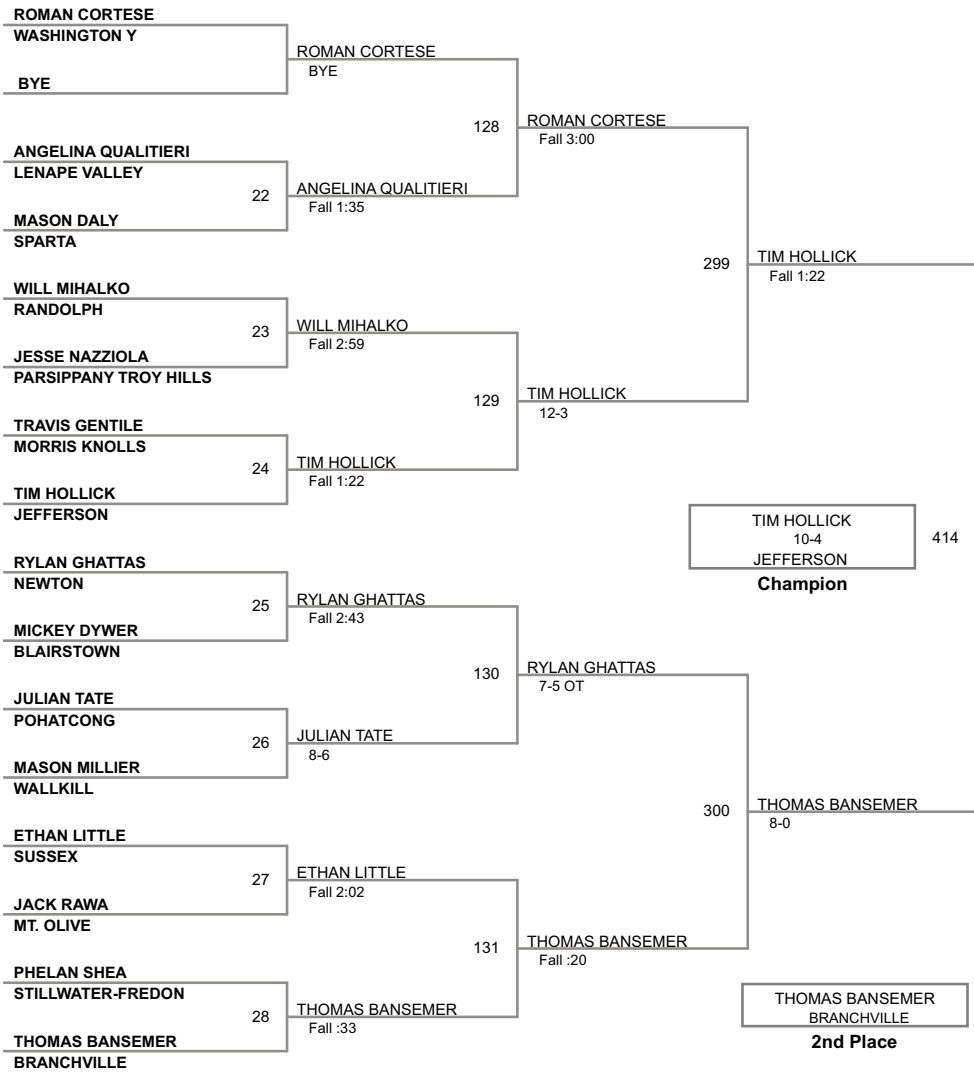 ROMAN CORTESE
WASHINGTON Y
ROMAN CORTESE
BYE
BYE
128
ROMAN CORTESE
Fall 3:00
ANGELINA QUALITIERI
LENAPE VALLEY
22
ANGELINA QUALITIERI
Fall 1:35
MASON DALY
SPARTA
299
TIM HOLLICK
Fall 1:22
WILL MIHALKO
RANDOLPH
23
WILL MIHALKO
Fall 2:59
JESSE NAZZIOLA
PARSIPPANY TROY HILLS
129
TIM HOLLICK
12-3
TRAVIS GENTILE
MORRIS KNOLLS
24
TIM HOLLICK
Fall 1:22
TIM HOLLICK
JEFFERSON
TIM HOLLICK
10-4
JEFFERSON
414
Champion
RYLAN GHATTAS
NEWTON
25
RYLAN GHATTAS
Fall 2:43
MICKEY DYWER
BLAIRSTOWN
130
RYLAN GHATTAS
7-5 OT
JULIAN TATE
POHATCONG
26
JULIAN TATE
8-6
MASON MILLIER
WALLKILL
300
THOMAS BANSEMER
8-0
ETHAN LITTLE
SUSSEX
27
ETHAN LITTLE
Fall 2:02
JACK RAWA
MT. OLIVE
131
THOMAS BANSEMER
Fall :20
PHELAN SHEA
STILLWATER-FREDON
28
THOMAS BANSEMER
Fall :33
THOMAS BANSEMER
BRANCHVILLE
THOMAS BANSEMER
BRANCHVILLE
2nd Place